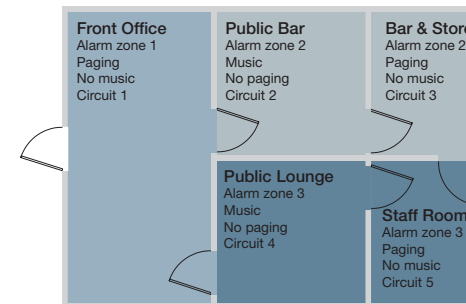 Front Office
Alarm zone 1
Paging
No music
Circuit 1
Public Bar
Alarm zone 2
Music
No paging
Circuit 2
Bar & Store
Alarm zone 2
Paging
No music
Circuit 3
Public Lounge
Alarm zone 3
Music
No paging
Circuit 4
Staff Room
Alarm zone 3
Paging
No music
Circuit 5